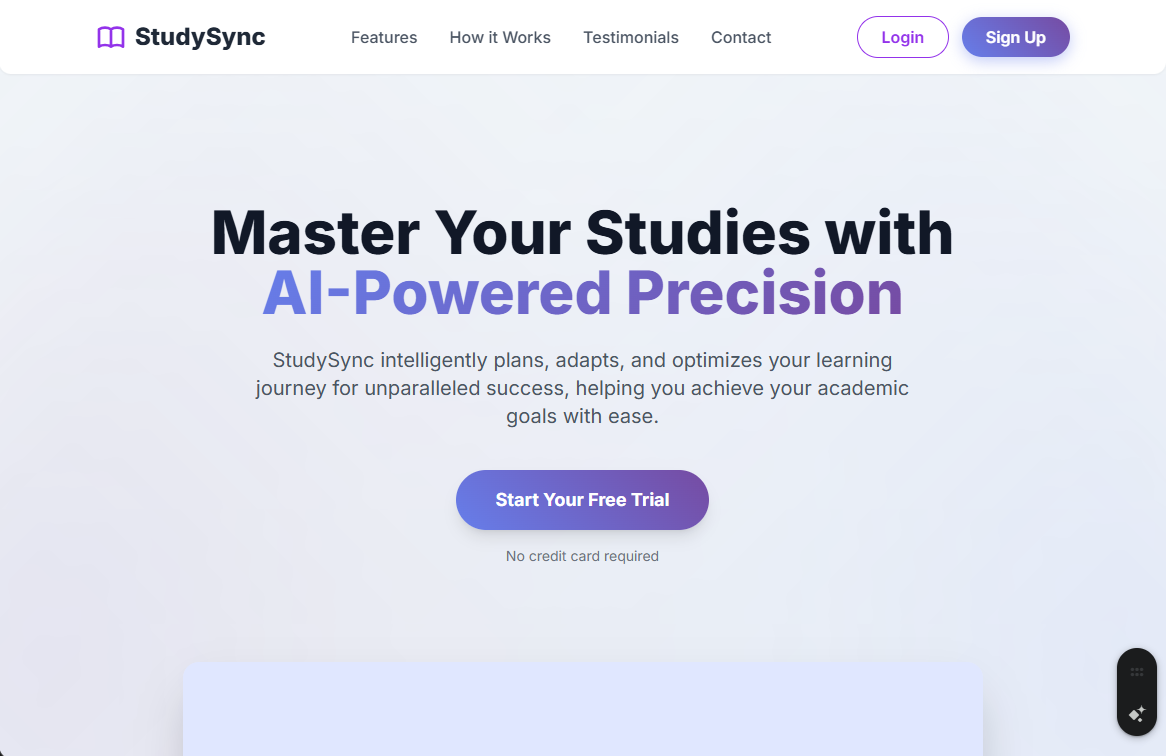 StudySync
Features
How it Works
Testimonials
Contact
Login
Sign Up
Master Your Studies with
AI-Powered Precision
StudySync intelligently plans, adapts, and optimizes your learning
journey for unparalleled success, helping you achieve your academic
goals with ease.
Start Your Free Trial
No credit card required